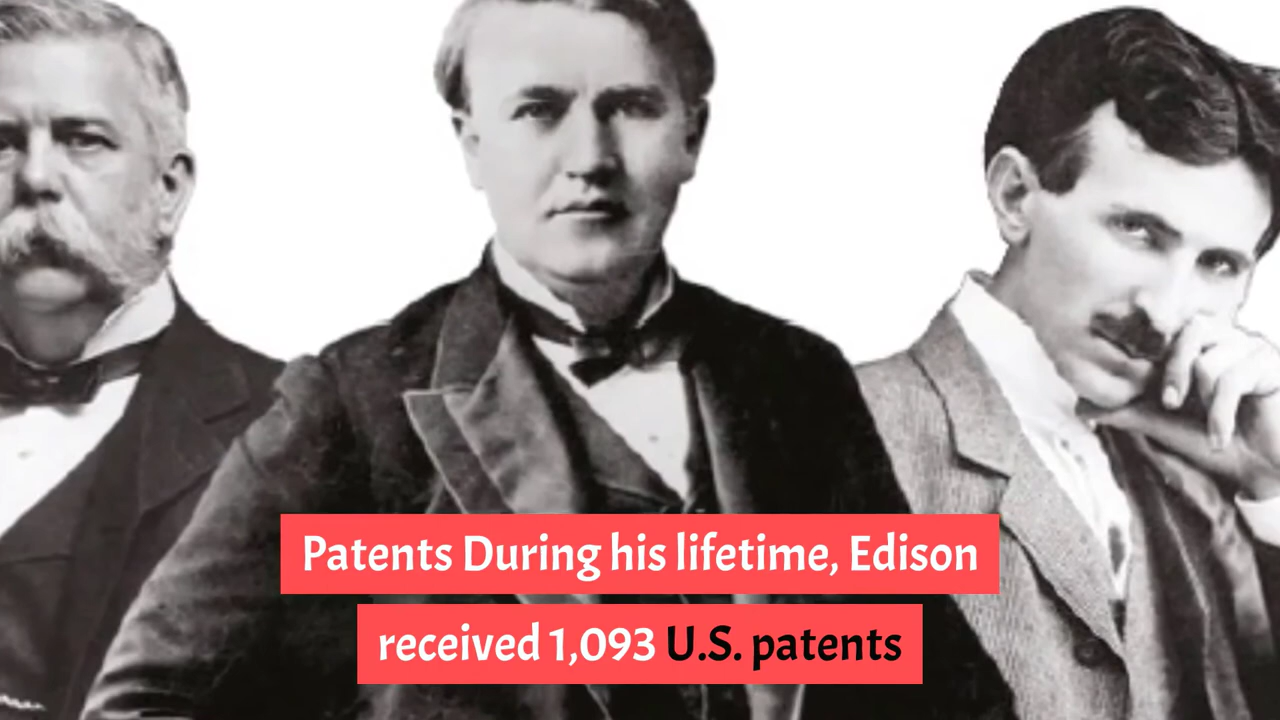 Patents During his lifetime, Edison
received 1,093 U.S. patents